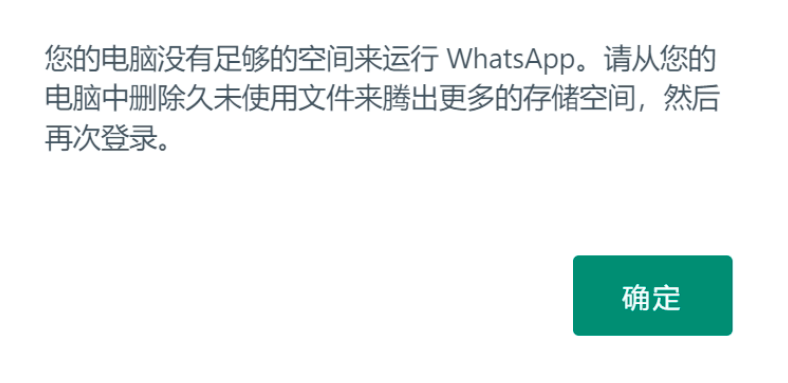 您的电脑没有足够的空间来运行 WhatsApp。请从您的
电脑中删除久未使用文件来腾出更多的存储空间，然后
再次登录。
确定